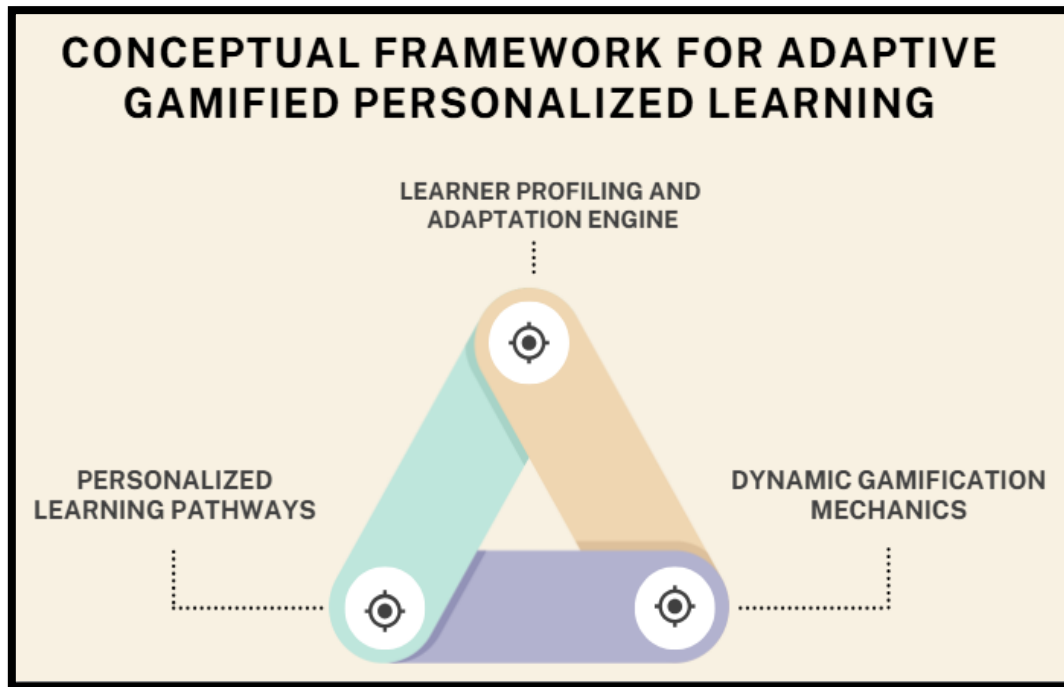 CONCEPTUAL FRAMEWORK FOR ADAPTIVE
GAMIFIED PERSONALIZED LEARNING
LEARNER PROFILING AND
ADAPTATION ENGINE
PERSONALIZED
LEARNING PATHWAYS
DYNAMIC GAMIFICATION
MECHANICS